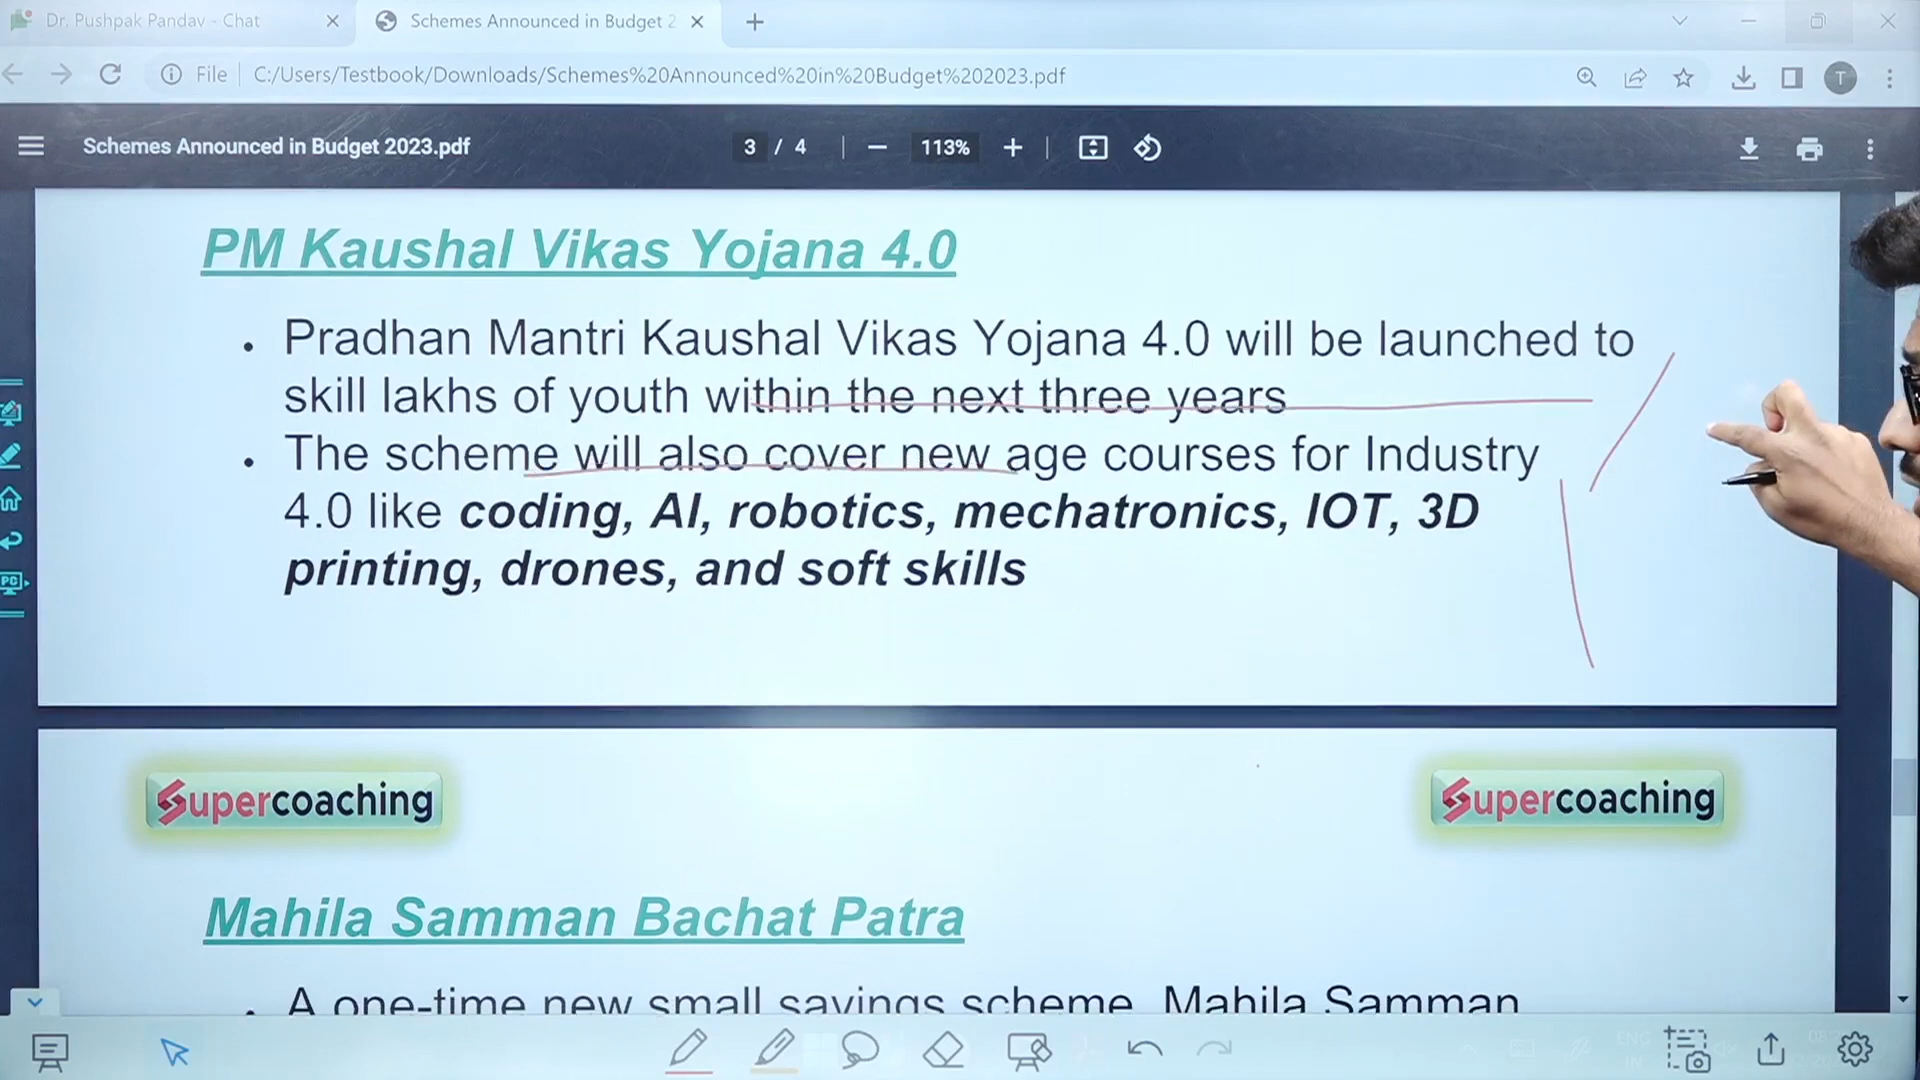 Dr. Pushpak Pandav - Chat
Schemes Announced in Budget 2
File
C:/Users/Testbook/Downloads/Schemes%20Announced%20in%20Budget%202023.pdf
T
Schemes Announced in Budget 2023.pdf
3 / 4
113%
PM Kaushal Vikas Yojana 4.0
• Pradhan Mantri Kaushal Vikas Yojana 4.0 will be launched to
skill lakhs of youth within the next three years
• The scheme will also cover new age courses for Industry
4.0 like coding, AI, robotics, mechatronics, IOT, 3D
printing, drones, and soft skills
PC
Supercoaching
Supercoaching
Mahila Samman Bachat Patra
• A one-time new small savings scheme, Mahila Samman
ENG
IN